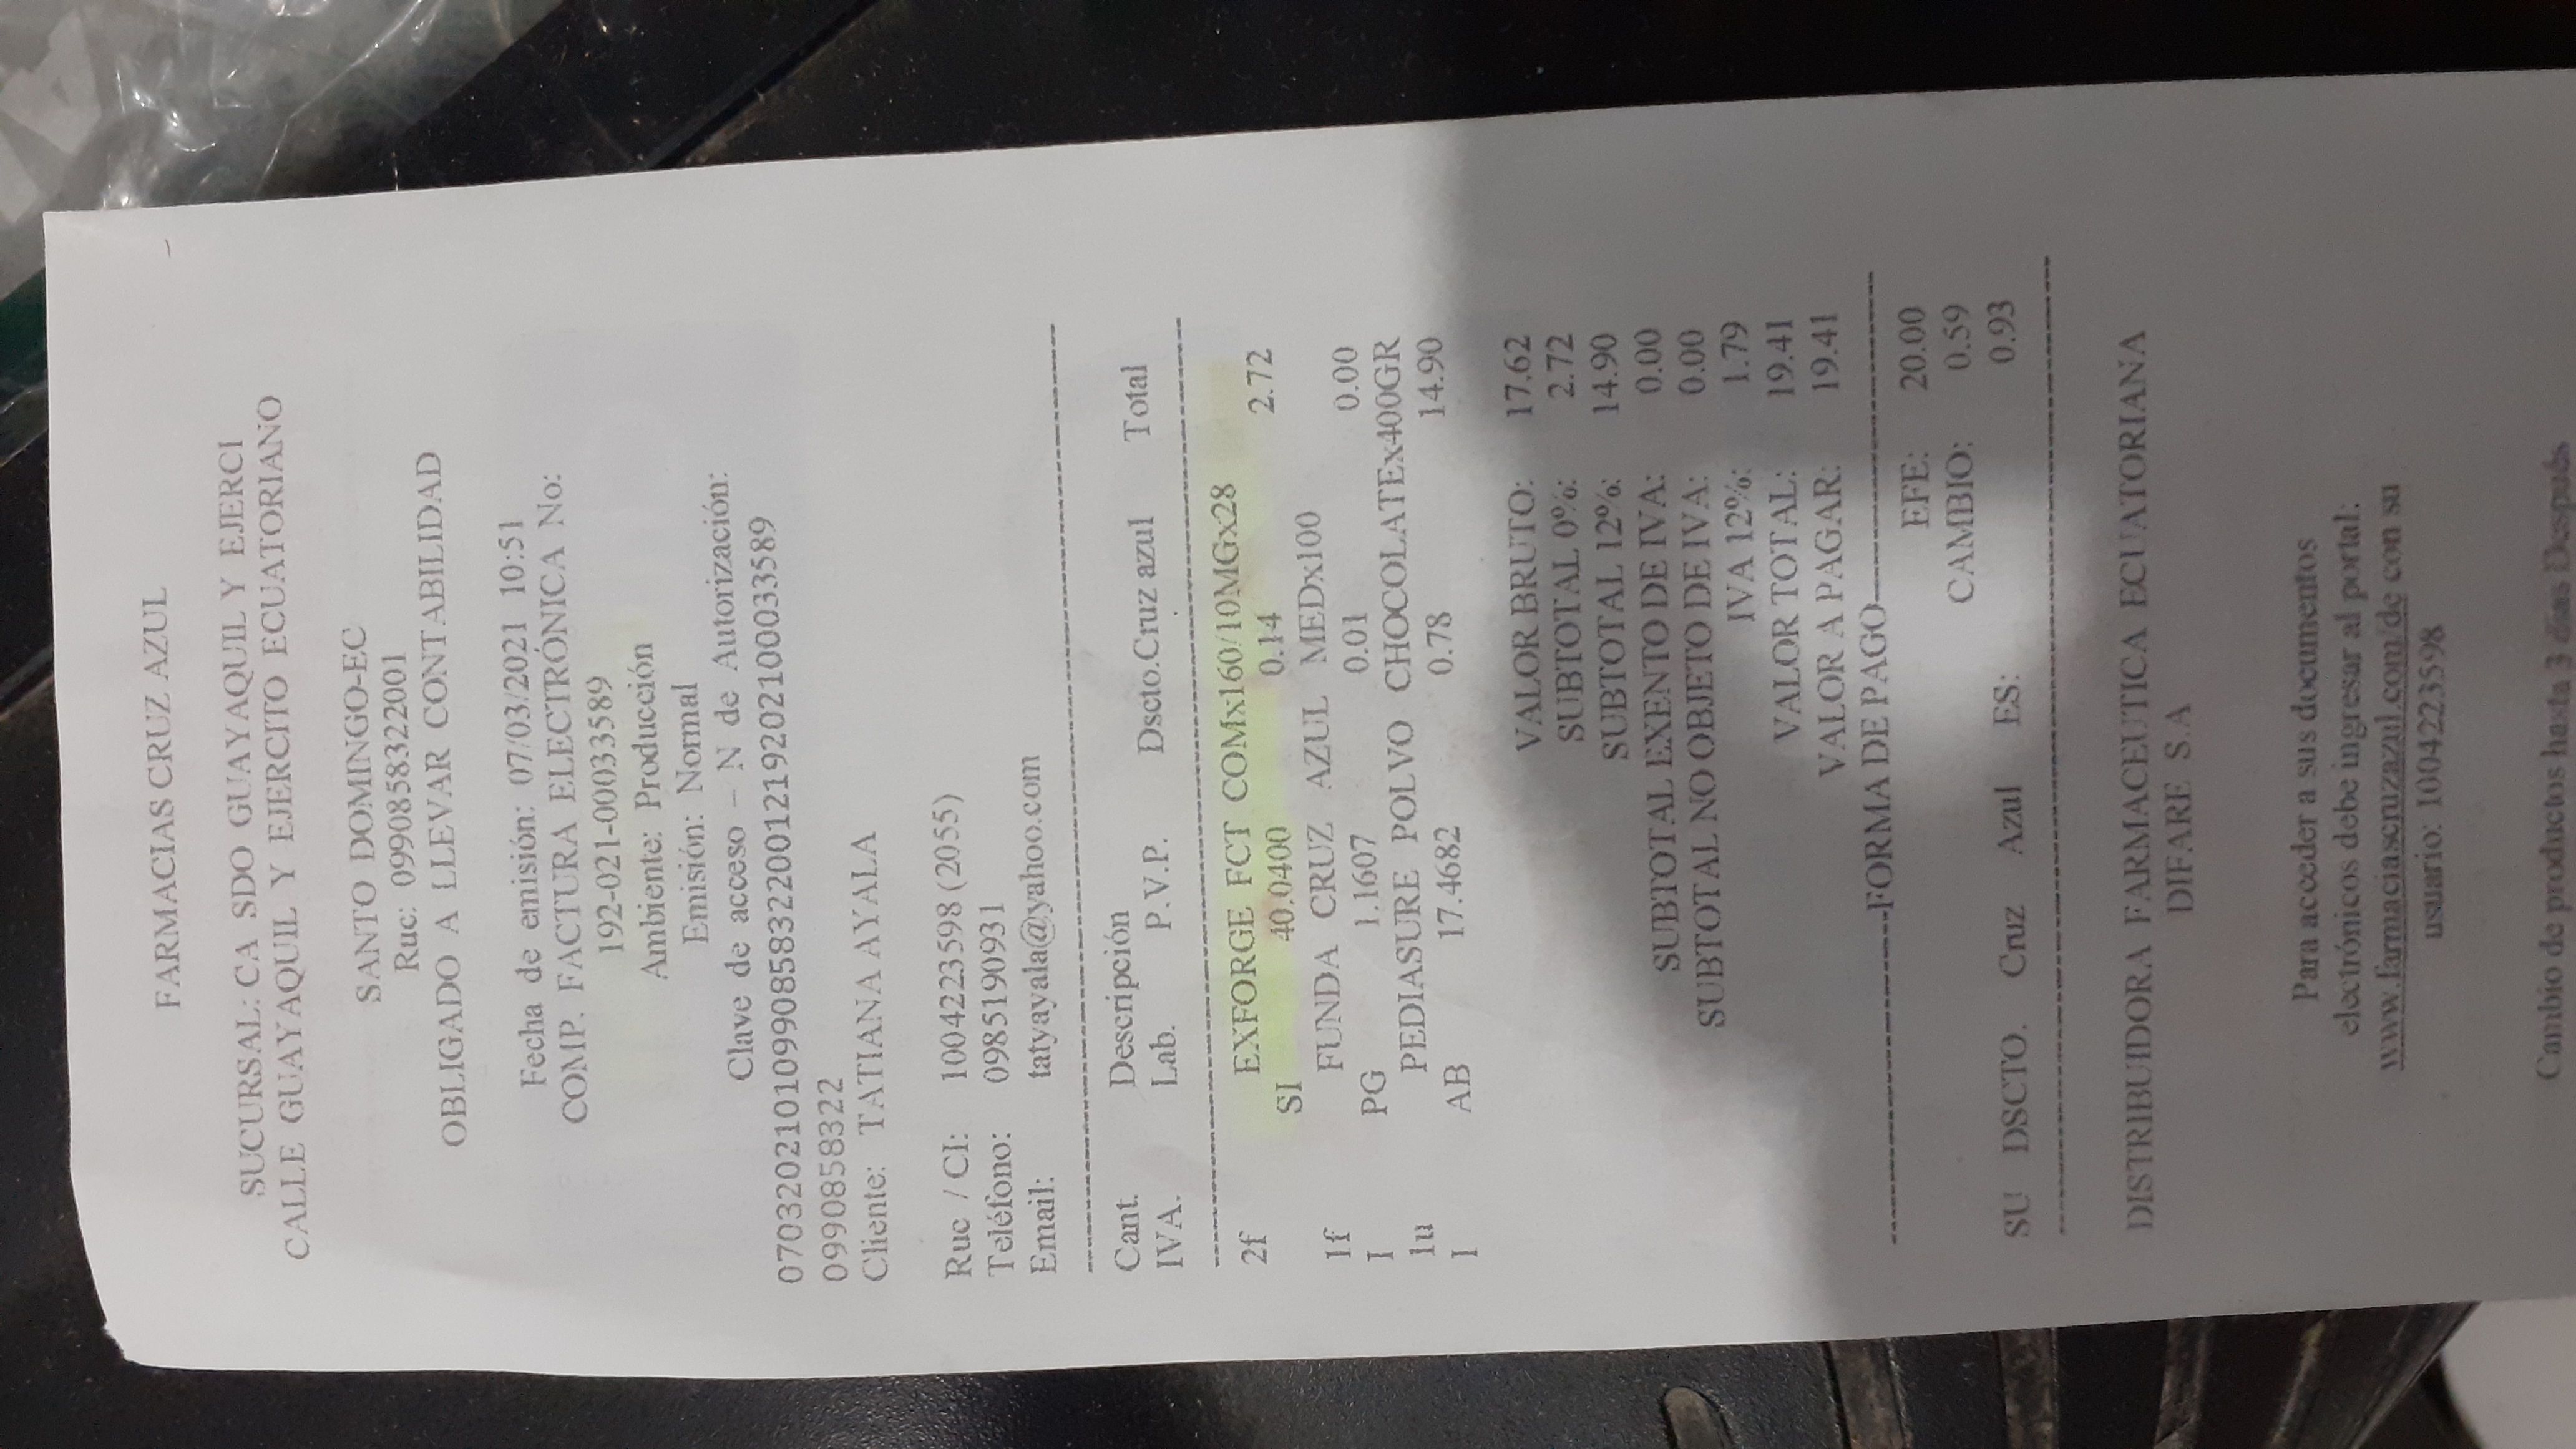 FARMACIAS CRUZ AZUL
SUCURSAL: CA SDO GUAYAQUIL Y EJERCI
CALLE GUAYAQUIL Y EJERCITO ECUATORIANO
SANTO DOMINGO-EC
Ruc: 0990858322001
OBLIGADO A LLEVAR CONTABILIDAD
Fecha de emisión: 07/03/2021 10:51
COMP. FACTURA ELECTRÓNICA No:
192-021-00033589
Ambiente: Producción
Emisión: Normal
Clave de acceso – N de Autorización:
07032021010990858322001219202100033589
0990858322
Cliente: TATIANA AYALA
Ruc / CI: 1004223598 (2055)
Teléfono: 0985190931
Email: tatyayala@yahoo.com
Cant. Descripción
IVA. Lab. P.V.P. Dscto.Cruz azul Total
2f EXFORGE FCT COMx160/10MGx28
SI 40.0400 0.14 2.72
1f FUNDA CRUZ AZUL MEDx100
I PG 1.1607 0.01 0.00
1u PEDIASURE POLVO CHOCOLATEx400GR
I AB 17.4682 0.78 14.90
VALOR BRUTO: 17.62
SUBTOTAL 0%: 2.72
SUBTOTAL 12%: 14.90
SUBTOTAL EXENTO DE IVA: 0.00
SUBTOTAL NO OBJETO DE IVA: 0.00
IVA 12%: 1.79
VALOR TOTAL: 19.41
VALOR A PAGAR: 19.41
FORMA DE PAGO
EFE: 20.00
CAMBIO: 0.59
SU DSCTO. Cruz Azul ES: 0.93
DISTRIBUIDORA FARMACEUTICA ECUATORIANA
DIFARE S.A
Para acceder a sus documentos
electrónicos debe ingresar al portal:
www.farmaciascruzazul.com/de con su
usuario: 1004223598
Cambio de productos hasta 3 dias Después